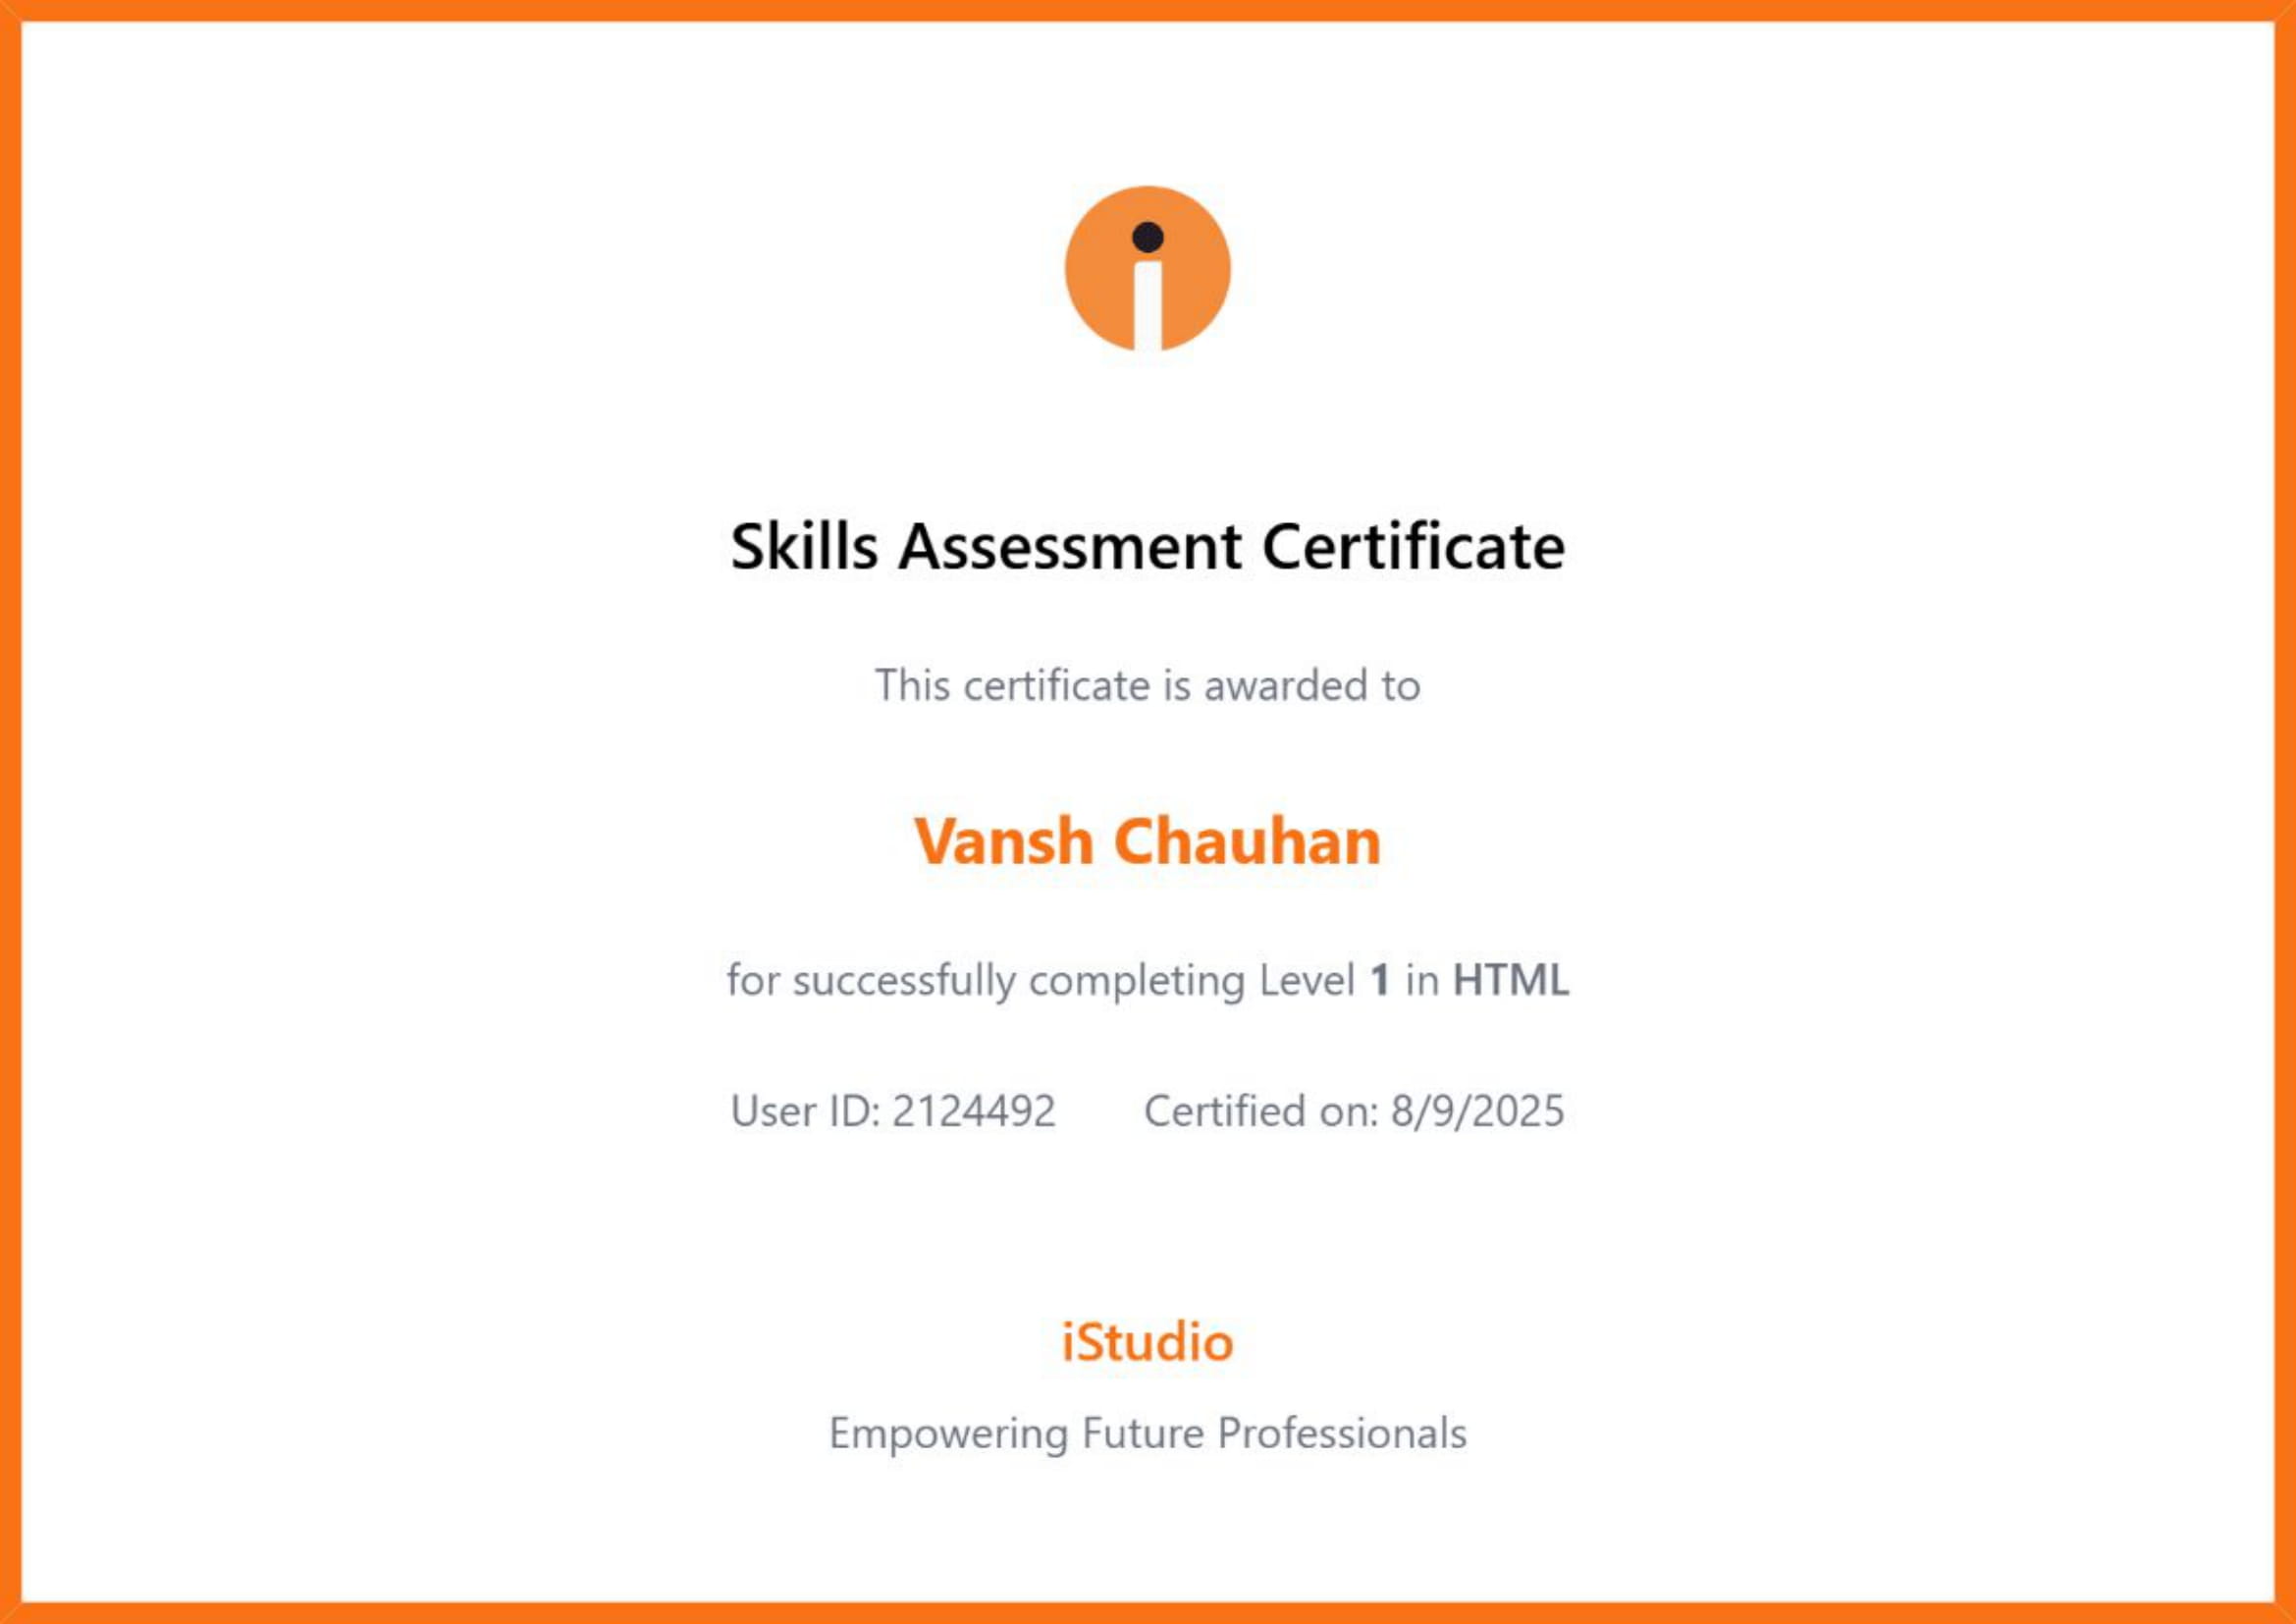 Skills Assessment Certificate
This certificate is awarded to
Vansh Chauhan
for successfully completing Level 1 in HTML
User ID: 2124492 Certified on: 8/9/2025
iStudio
Empowering Future Professionals